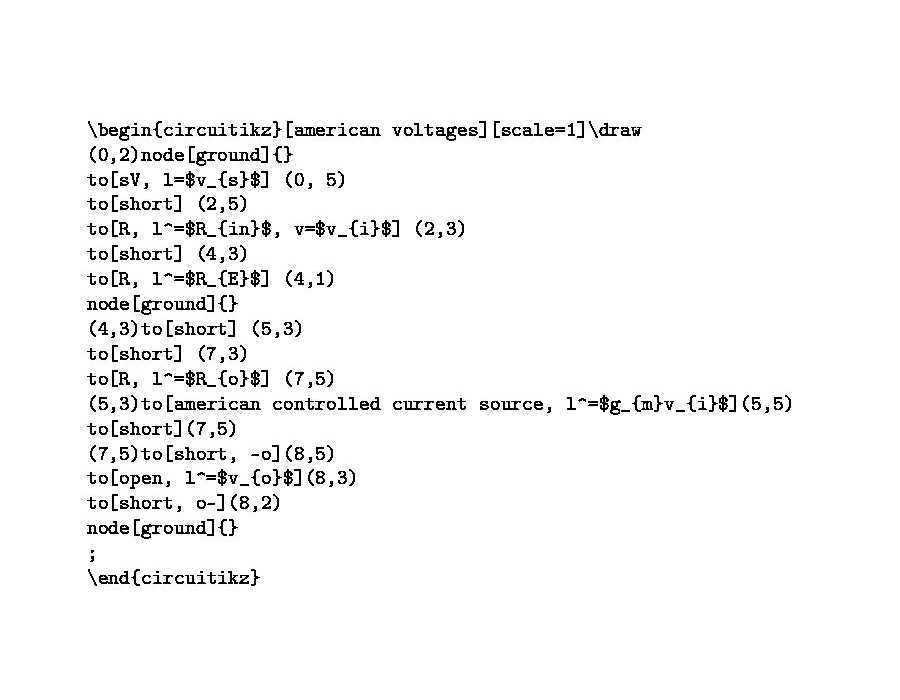 \begin{circuitikz}[american voltages][scale=1]\draw
(0,2)node[ground]{}
to[sV, l=$v_{s}$] (0, 5)
to[short] (2,5)
to[R, l^=$R_{in}$, v=$v_{i}$] (2,3)
to[short] (4,3)
to[R, l^=$R_{E}$] (4,1)
node[ground]{}
(4,3)to[short] (5,3)
to[short] (7,3)
to[R, l^=$R_{o}$] (7,5)
(5,3)to[american controlled current source, l^=$g_{m}v_{i}$](5,5)
to[short](7,5)
(7,5)to[short, -o](8,5)
to[open, l^=$v_{o}$](8,3)
to[short, o-](8,2)
node[ground]{}
;
\end{circuitikz}